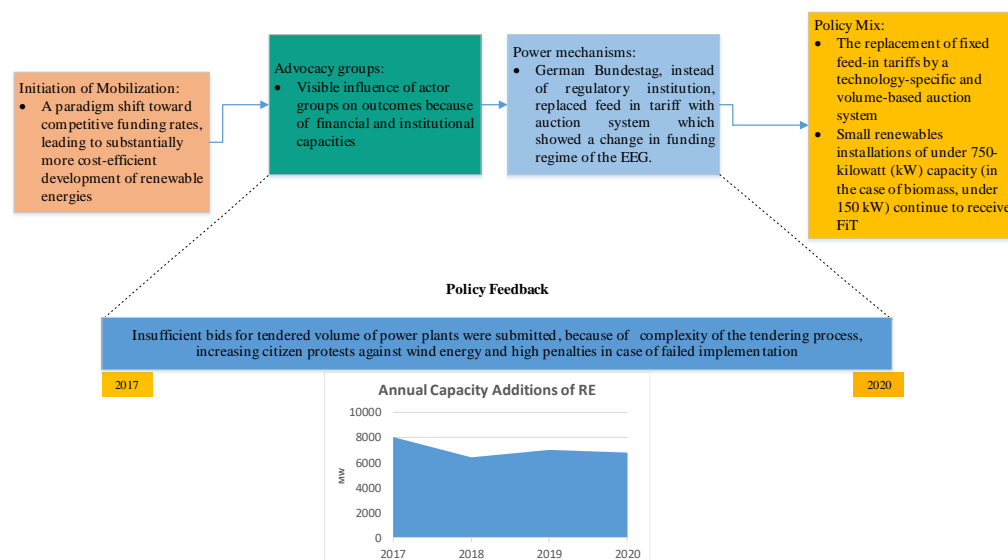 Initiation of Mobilization:
• A paradigm shift toward
competitive funding rates,
leading to substantially
more cost-efficient
development of renewable
energies
Advocacy groups:
• Visible influence of actor
groups on outcomes because
of financial and institutional
capacities
Power mechanisms:
• German Bundestag, instead
of regulatory institution,
replaced feed in tariff with
auction system which
showed a change in funding
regime of the EEG.
Policy Mix:
• The replacement of fixed
feed-in tariffs by a
technology-specific and
volume-based auction
system
• Small renewables
installations of under 750-
kilowatt (kW) capacity (in
the case of biomass, under
150 kW) continue to receive
FiT
Policy Feedback
Insufficient bids for tendered volume of power plants were submitted, because of complexity of the tendering process,
increasing citizen protests against wind energy and high penalties in case of failed implementation
2017
2020
Annual Capacity Additions of RE
10000
8000
6000
4000
2000
0
MW
2017 2018 2019 2020